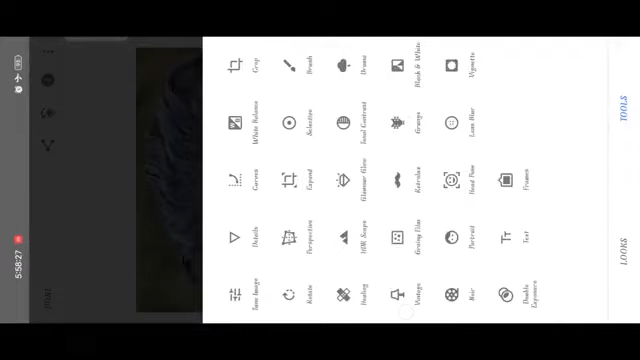 5:58:27
98
Tune Image
Details
Curves
White Balance
Crop
Rotate
Perspective
Expand
Selective
Brush
Healing
HDR Scape
Glamour Glow
Tonal Contrast
Drama
Vintage
Grainy Film
Retrolux
Grunge
Black & White
Noir
Portrait
Head Pose
Lens Blur
Vignette
Double
Exposure
Text
Frames
LOOKS
TOOLS